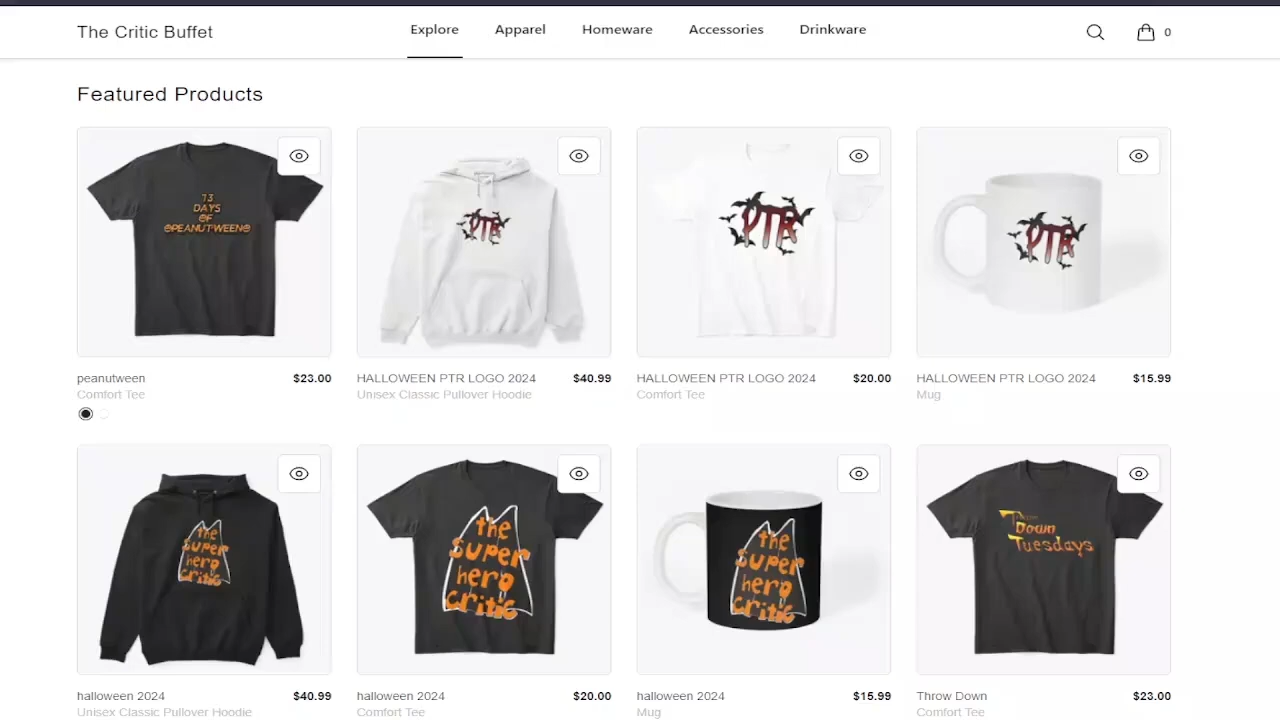 The Critic Buffet
Explore Apparel Homeware Accessories Drinkware
0
Featured Products
13
DAYS
OF
@PEANUTWEEN@
PTR
PTR
PTR
peanutween $23.00
Comfort Tee
HALLOWEEN PTR LOGO 2024 $40.99
Unisex Classic Pullover Hoodie
HALLOWEEN PTR LOGO 2024 $20.00
Comfort Tee
HALLOWEEN PTR LOGO 2024 $15.99
Mug
the
super
hero
critic
the
super
hero
critic
the
super
hero
critic
Down
Tuesdays
halloween 2024 $40.99
Unisex Classic Pullover Hoodie
halloween 2024 $20.00
Comfort Tee
halloween 2024 $15.99
Mug
Throw Down $23.00
Comfort Tee